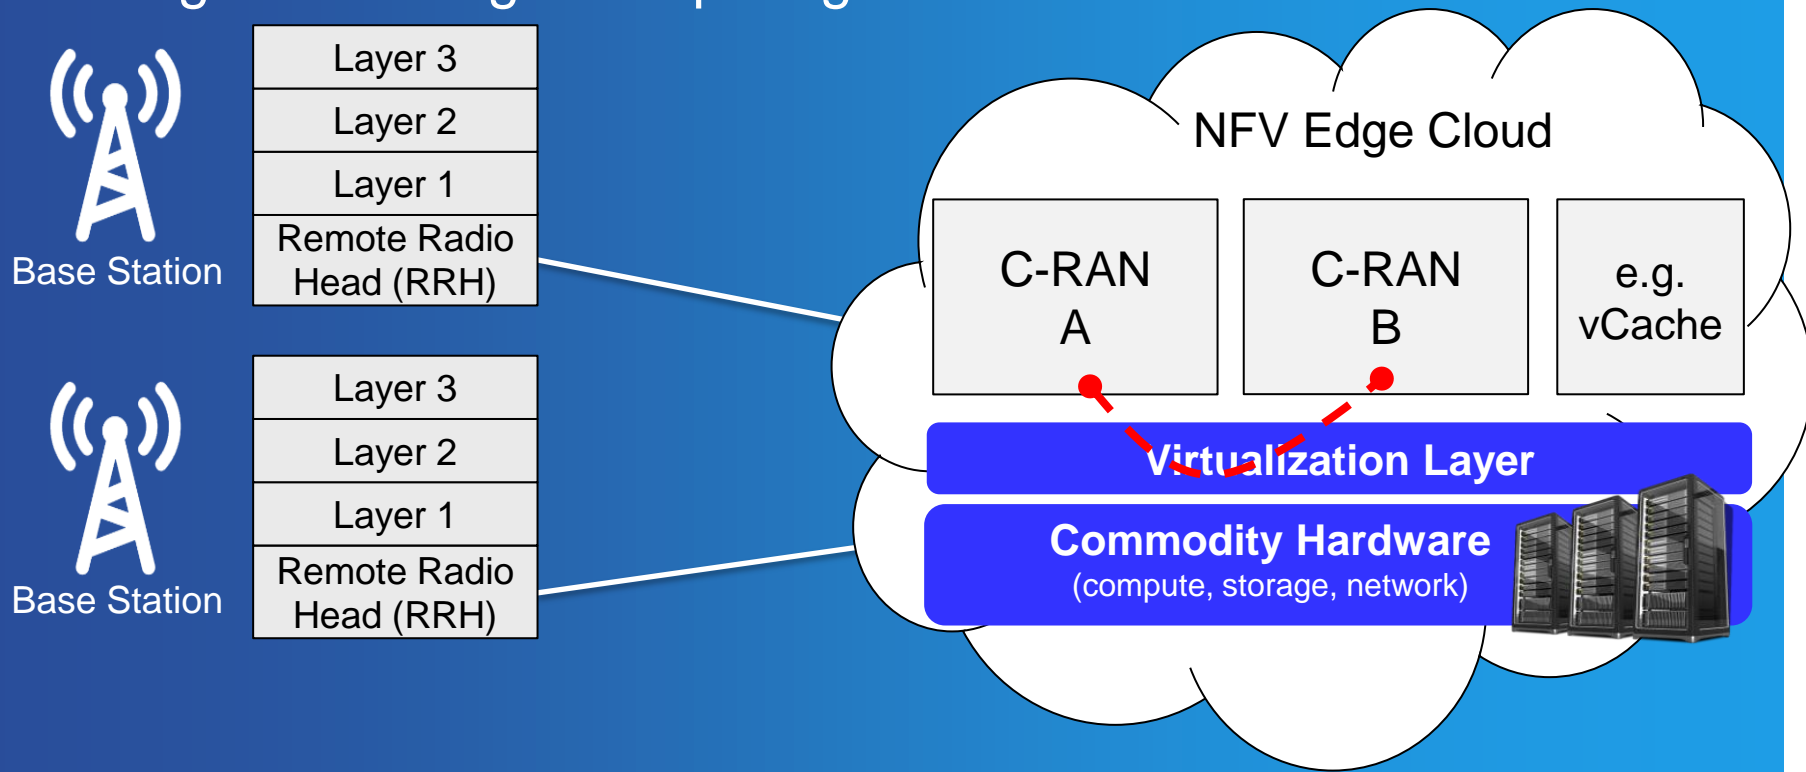 Layer 3
Layer 2
Layer 1
Remote Radio
Head (RRH)
Base Station
Layer 3
Layer 2
Layer 1
Remote Radio
Head (RRH)
Base Station
NFV Edge Cloud
C-RAN
A
C-RAN
B
e.g.
vCache
Virtualization Layer
Commodity Hardware
(compute, storage, network)